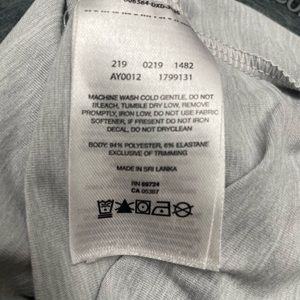 219 0219 1482
AY0012 1799131
MACHINE WASH COLD GENTLE, DO NOT
BLEACH, TUMBLE DRY LOW, REMOVE
PROMPTLY, IRON LOW, DO NOT USE FABRIC
SOFTENER, IF PRESENT DO NOT IRON
DECAL, DO NOT DRYCLEAN
BODY: 94% POLYESTER, 6% ELASTANE
EXCLUSIVE OF TRIMMING
MADE IN SRI LANKA
RN 69724
CA 05307